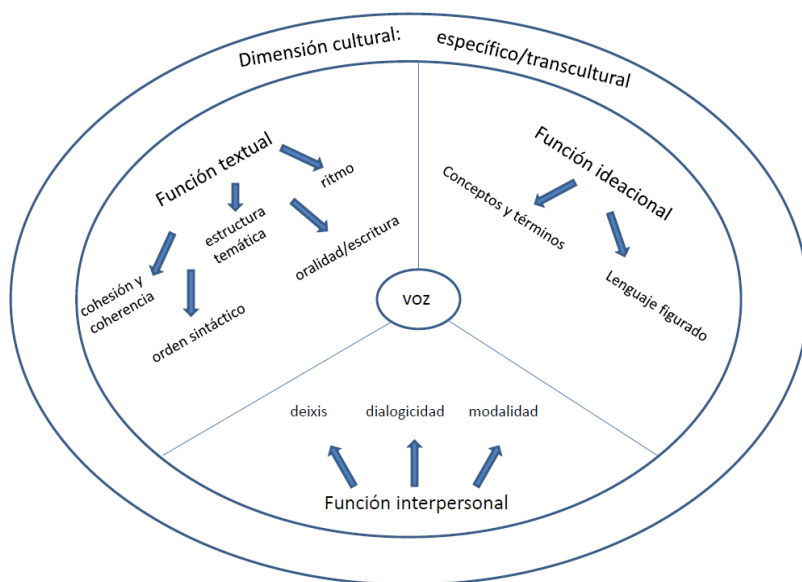 Dimensión cultural: específico/transcultural
Función textual
ritmo
estructura
temática
oralidad/escritura
cohesión y
coherencia
orden sintáctico
Función ideacional
Conceptos y términos
Lenguaje figurado
voz
deixis dialogicidad modalidad
Función interpersonal